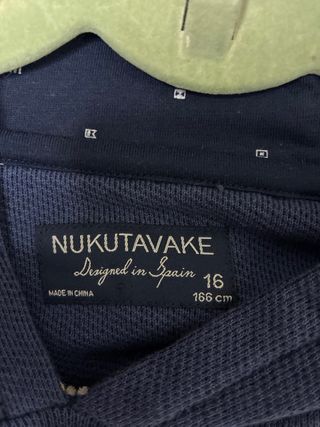 NUKUTAVAKE
Designed in Spain
16
MADE IN CHINA
166 cm